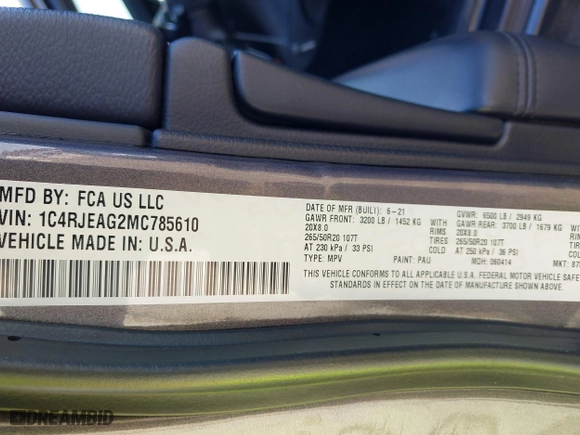 MFD BY: FCA US LLC
VIN: 1C4RJEAG2MC785610
VEHICLE MADE IN: U.S.A.
DATE OF MFR (BUILT): 6-21
GAWR FRONT: 3200 LB / 1452 KG
20X8.0
265/50R20 107T
AT 230 kPa / 33 PSI
TYPE: MPV
PAINT: PAU
RIMS
TIRES
COLD
GVWR: 6500 LB / 2949 KG
GAWR REAR: 3700 LB / 1679 KG
20X8.0
265/50R20 107T
AT 250 kPa / 36 PSI
MDH: 060414
RIMS
TIRES
COLD
MKT:
THIS VEHICLE CONFORMS TO ALL APPLICABLE U.S.A. FEDERAL MOTOR VEHICLE SAFE
STANDARDS IN EFFECT ON THE DATE OF MANUFACTURE SHOWN ABOVE.
DREAMBID